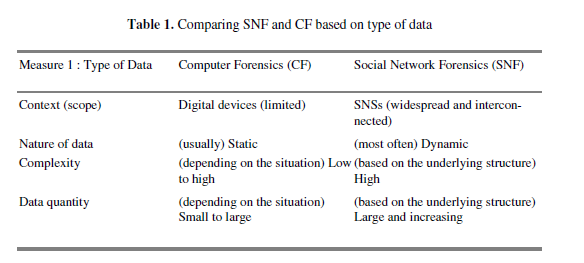 Table 1. Comparing SNF and CF based on type of data
Measure 1 : Type of Data Computer Forensics (CF) Social Network Forensics (SNF)
Context (scope) Digital devices (limited) SNSs (widespread and intercon-
nected)
Nature of data (usually) Static (most often) Dynamic
Complexity (depending on the situation) Low (based on the underlying structure)
to high High
Data quantity (depending on the situation) (based on the underlying structure)
Small to large Large and increasing